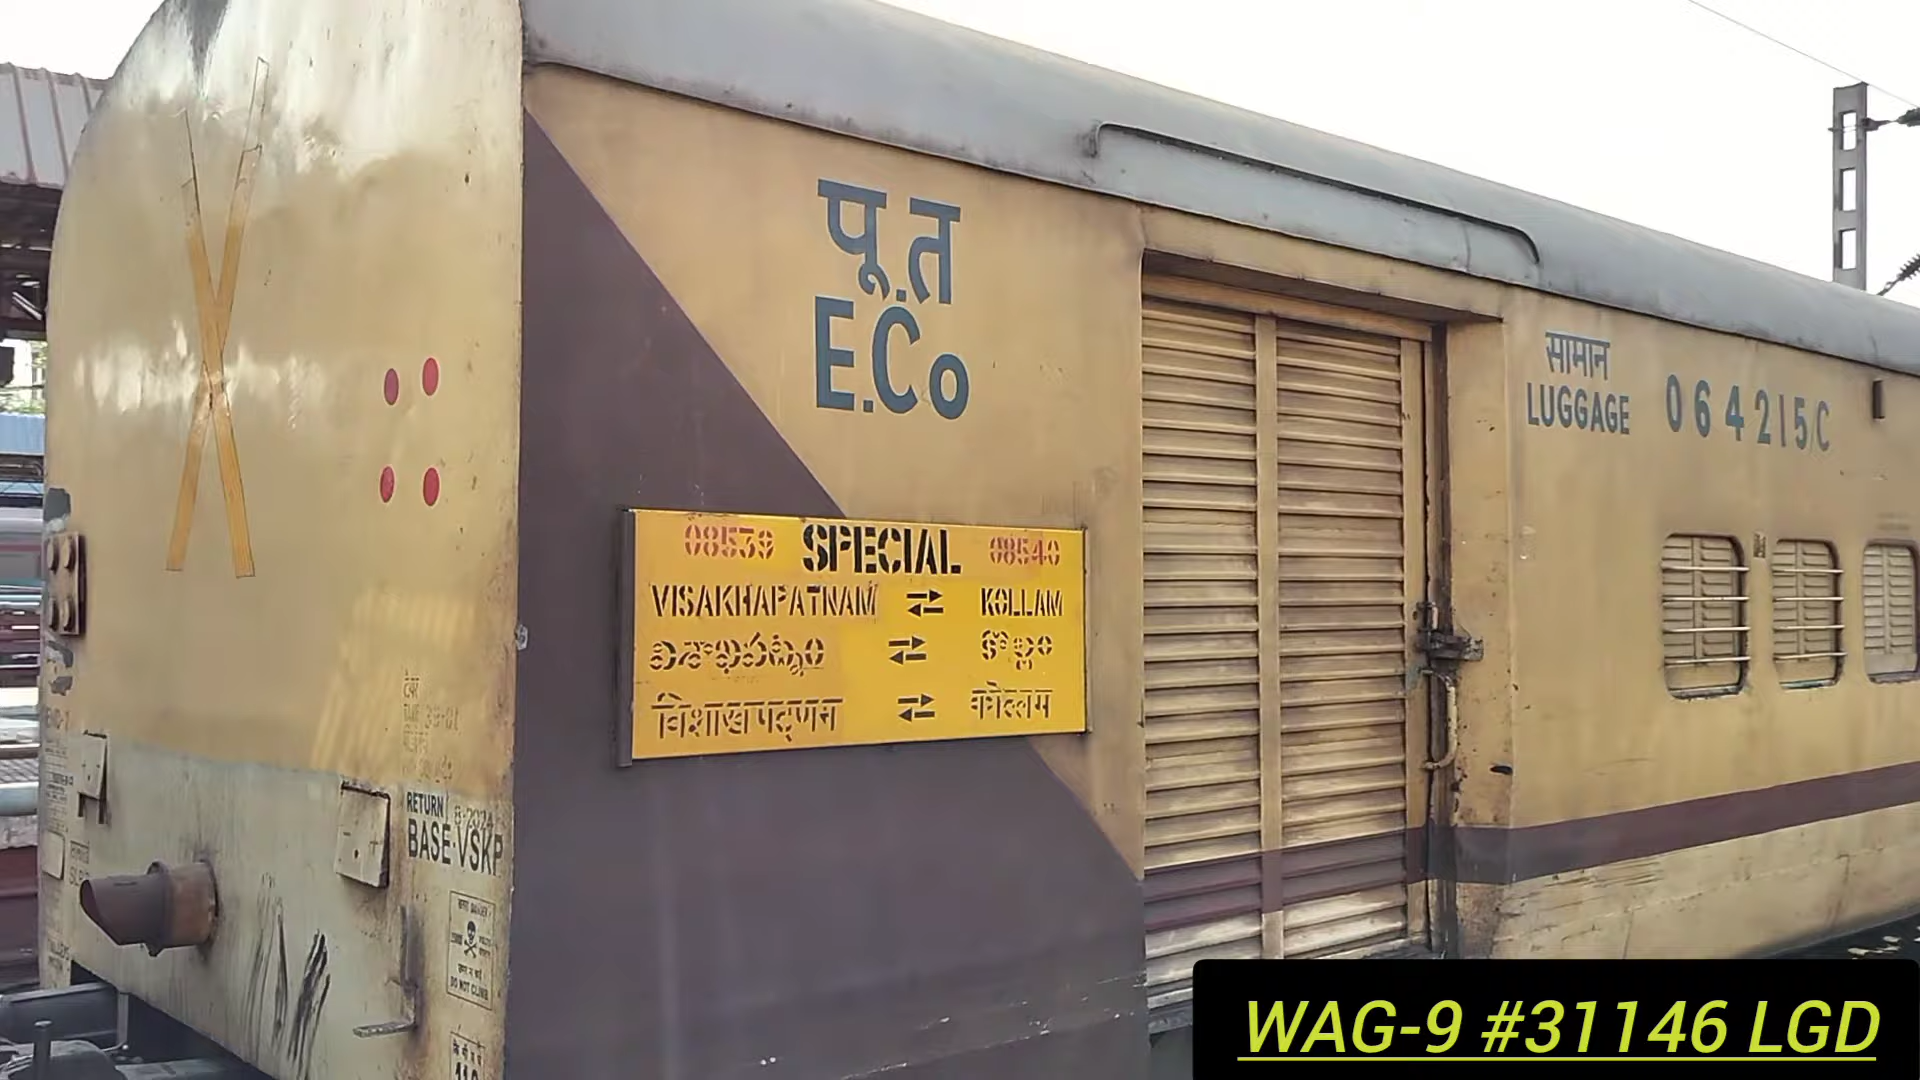 पू.त
E.Co
08539 SPECIAL 08540
VISAKHAPATNAM ⇄ KOLLAM
విశాఖపట్నం ⇄ కొల్లం
विशाखपट्णम ⇄ कोल्लम
सामान
LUGGAGE
064215/C
RETURN
BASE-VSKP
DO NOT CLIMB
WAG-9 #31146 LGD